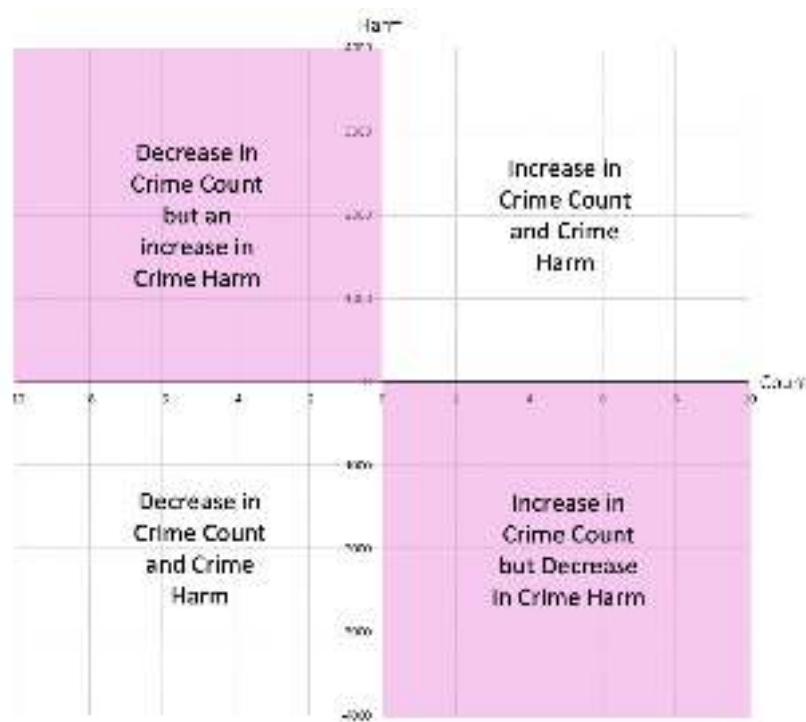 Harm
Decrease in
Crime Count
but an
increase in
Crime Harm
Increase in
Crime Count
and Crime
Harm
Count
Decrease in
Crime Count
and Crime
Harm
Increase in
Crime Count
but Decrease
in Crime Harm